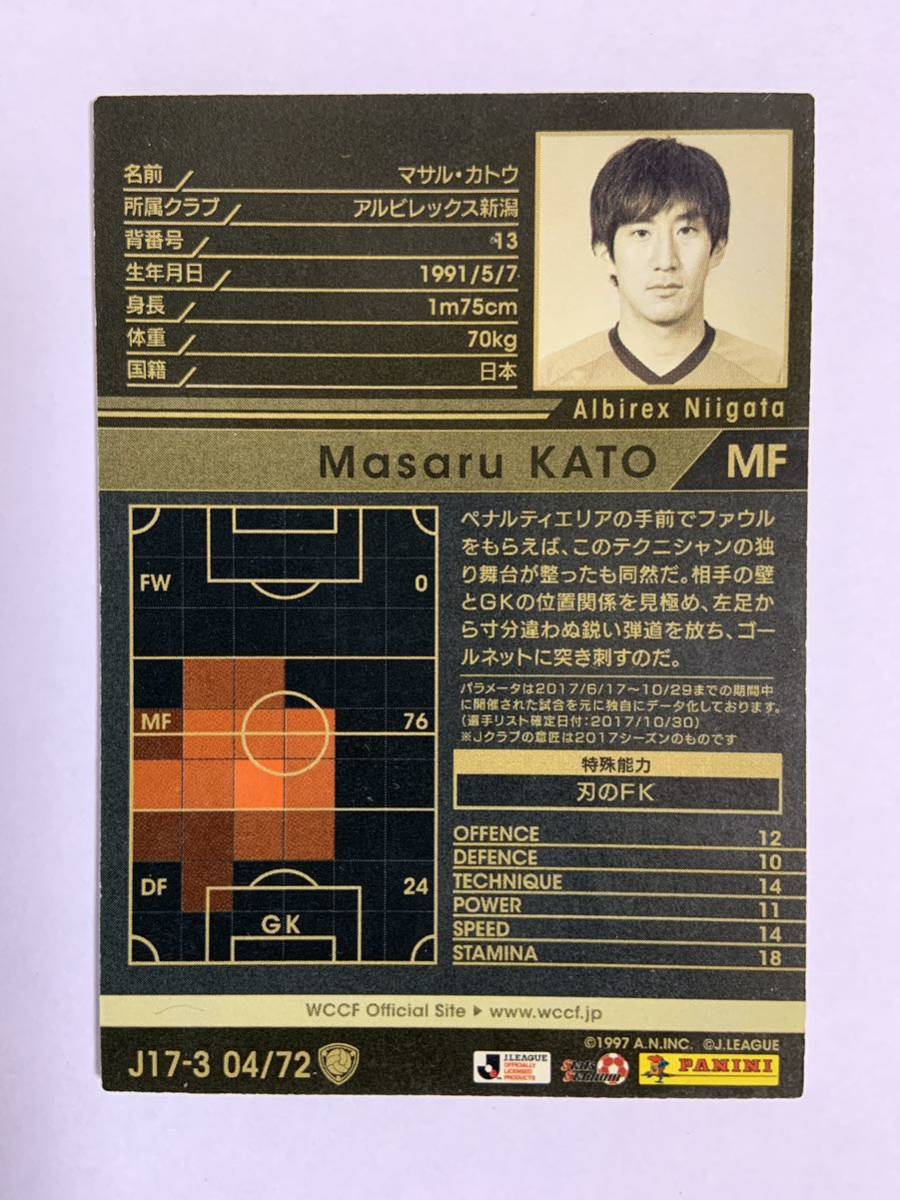 名前 マサル・カトウ
所属クラブ アルビレックス新潟
背番号 13
生年月日 1991/5/7
身長 1m75cm
体重 70kg
国籍 日本
Albirex Niigata
Masaru KATO MF
FW 0
MF 76
DF 24
GK
ペナルティエリアの手前でファウル
をもらえば、このテクニシャンの独
り舞台が整ったも同然だ。相手の壁
とGKの位置関係を見極め、左足か
ら寸分違わぬ鋭い弾道を放ち、ゴー
ルネットに突き刺すのだ。
パラメータは2017/6/17～10/29までの期間中
に開催された試合を元に独自にデータ化しております。
(選手リスト確定日付:2017/10/30)
※Jクラブの意匠は2017シーズンのものです
特殊能力
刃のFK
OFFENCE 12
DEFENCE 10
TECHNIQUE 14
POWER 11
SPEED 14
STAMINA 18
WCCF Official Site ▶ www.wccf.jp
©1997 A.N.INC. ©J.LEAGUE
J17-3 04/72
J.LEAGUE
OFFICIALLY
LICENSED
PRODUCTS
Stats
Stadium
PANINI